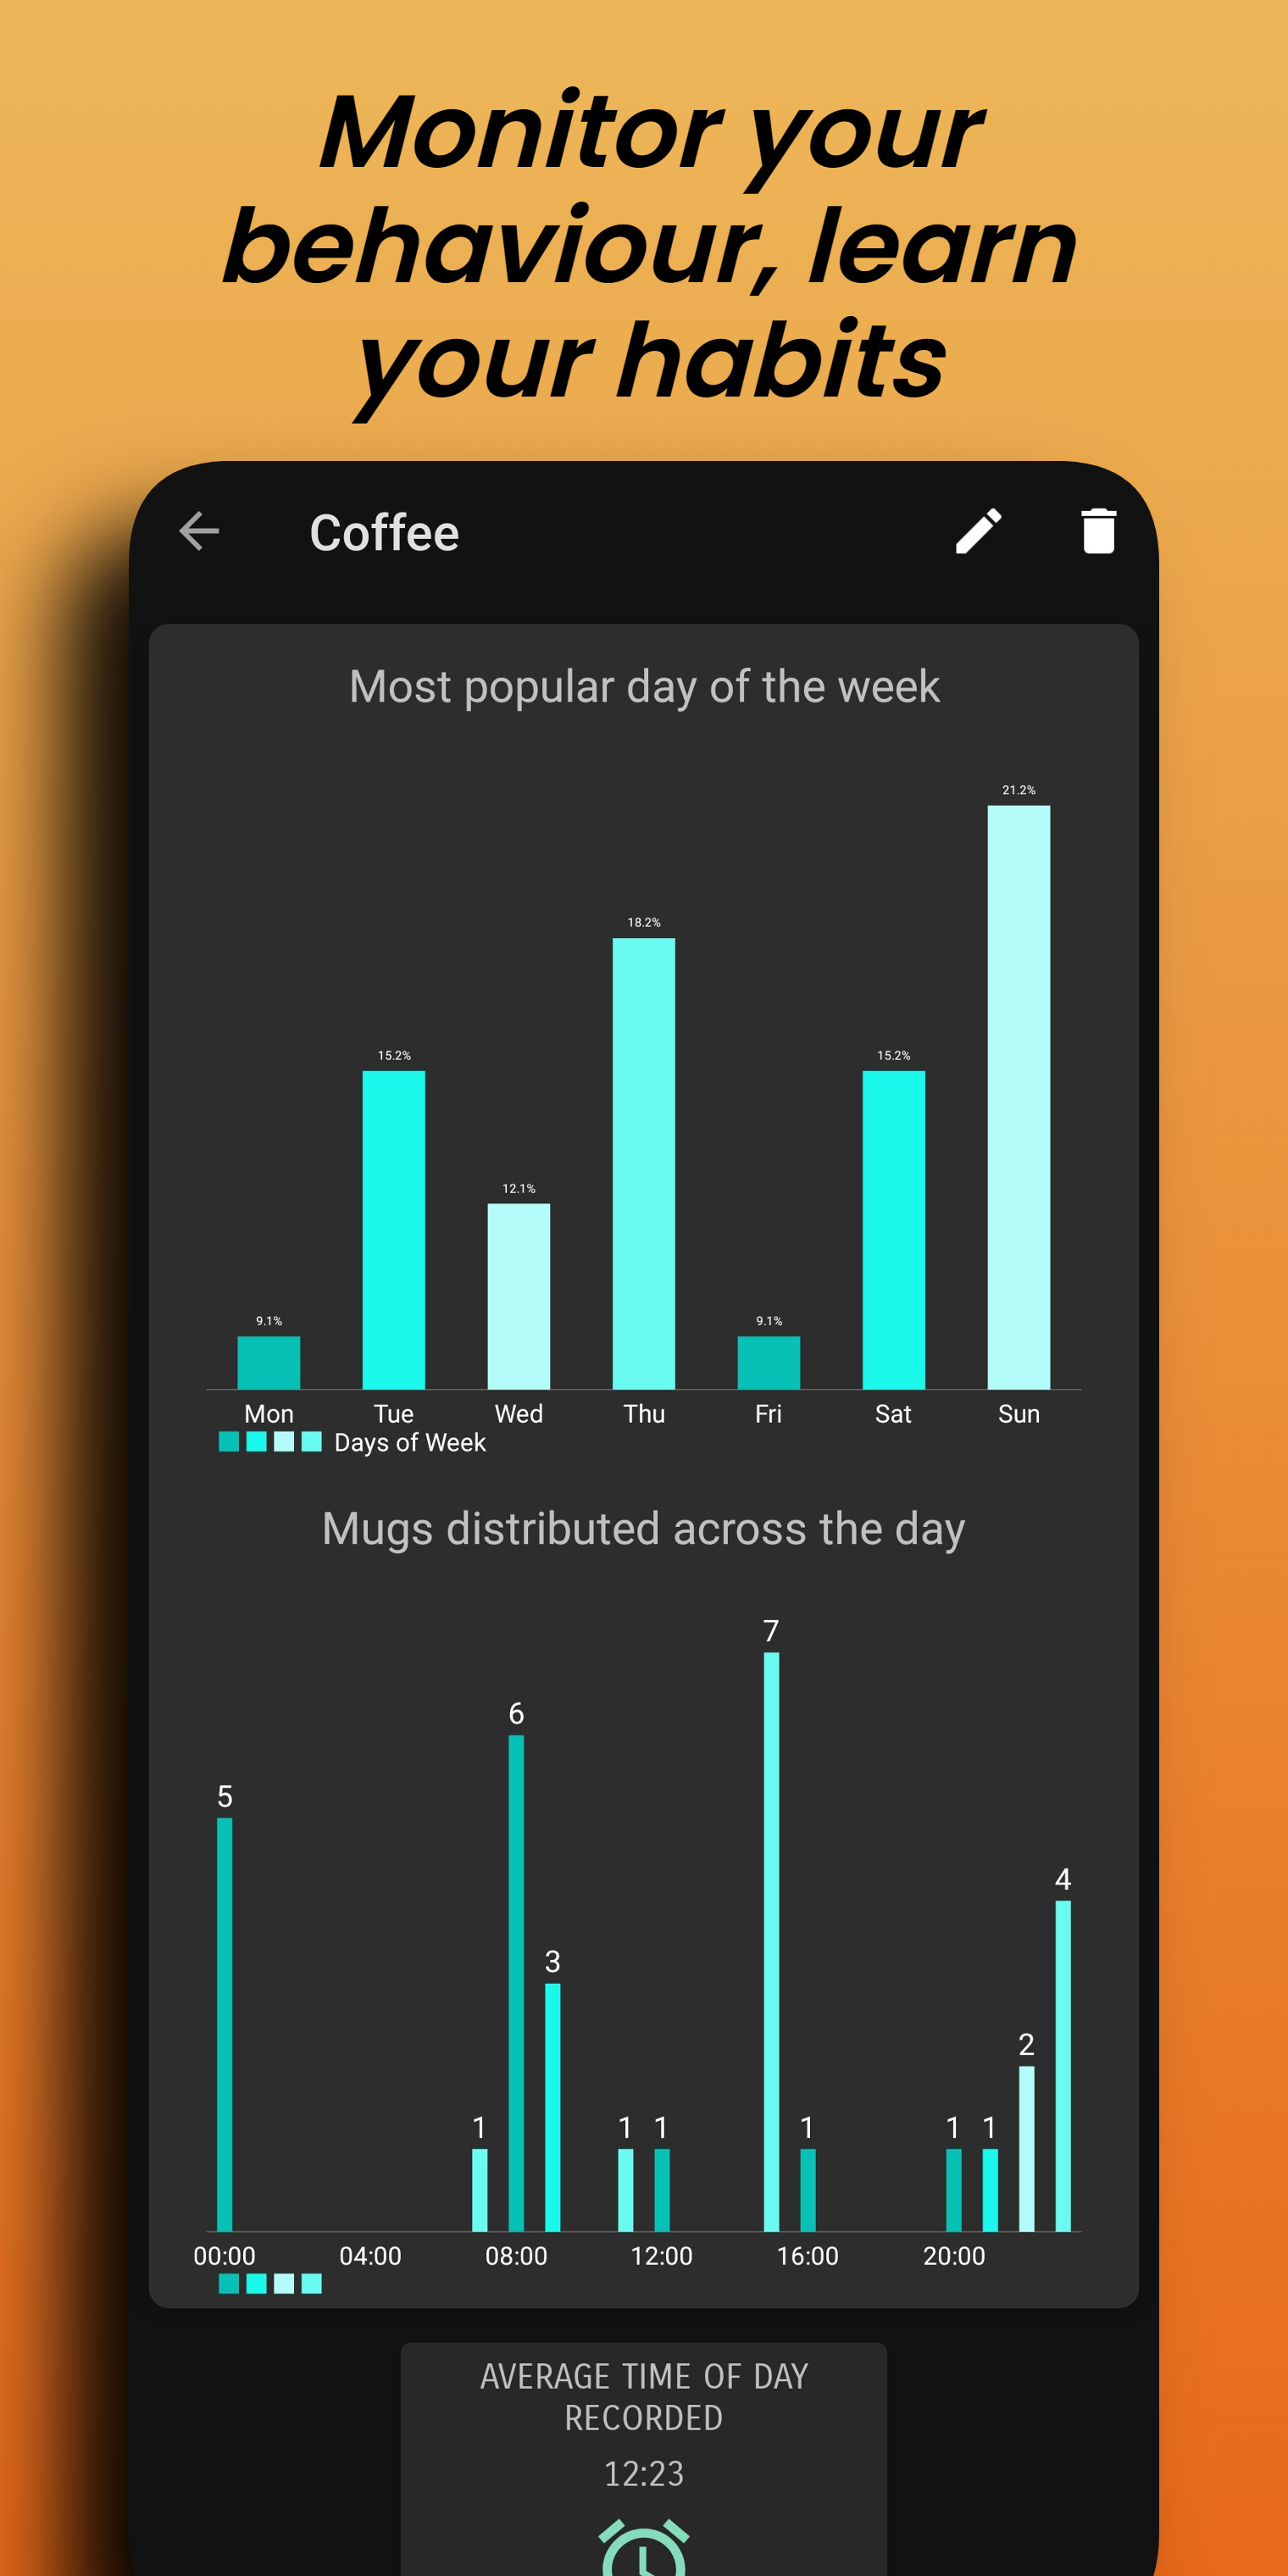 Monitor your
behaviour, learn
your habits
Coffee
Most popular day of the week
21.2%
18.2%
15.2% 15.2%
12.1%
9.1% 9.1%
Mon Tue Wed Thu Fri Sat Sun
Days of Week
Mugs distributed across the day
7
6
5
4
3
2
1 1 1 1 1 1
00:00 04:00 08:00 12:00 16:00 20:00
AVERAGE TIME OF DAY
RECORDED
12:23